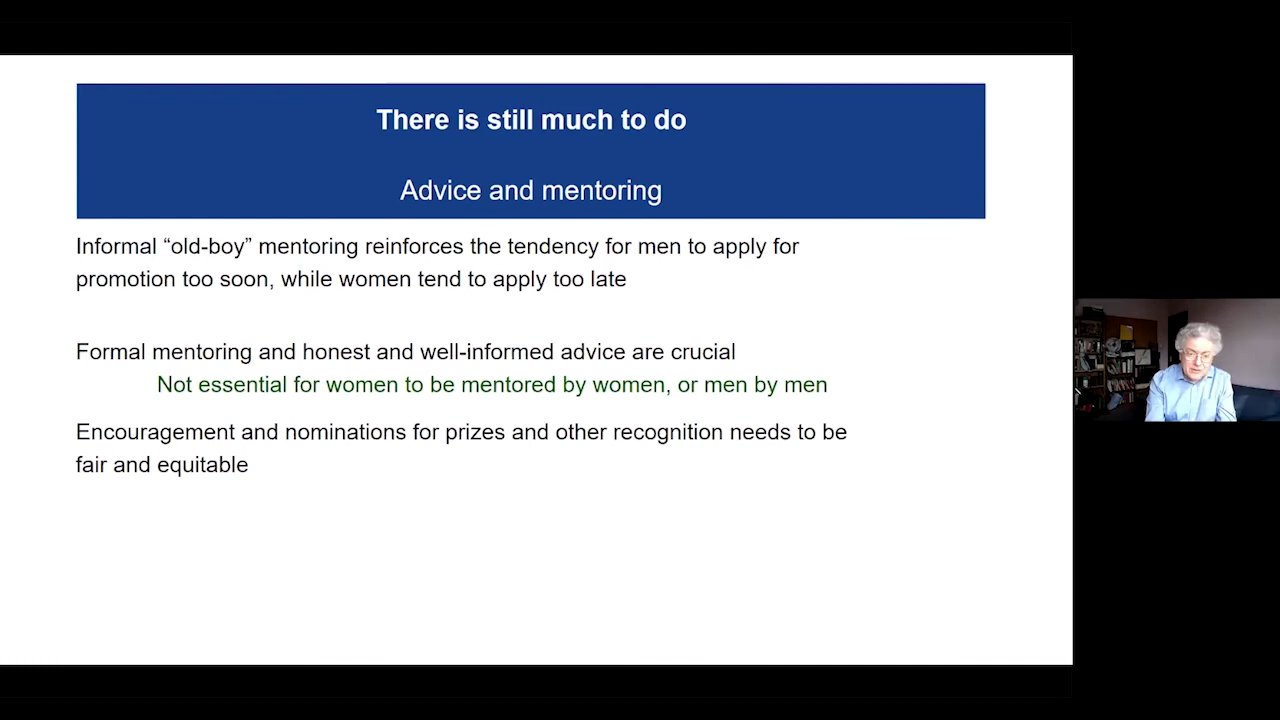 There is still much to do
Advice and mentoring
Informal “old-boy” mentoring reinforces the tendency for men to apply for
promotion too soon, while women tend to apply too late
Formal mentoring and honest and well-informed advice are crucial
Not essential for women to be mentored by women, or men by men
Encouragement and nominations for prizes and other recognition needs to be
fair and equitable